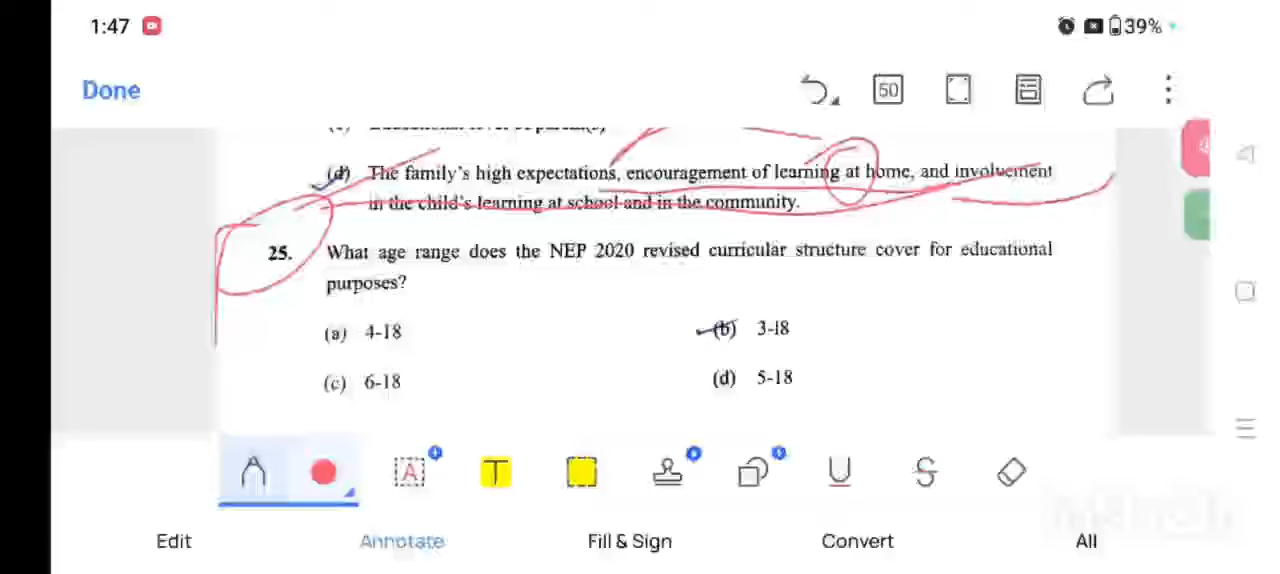 1:47
39%
Done
50
(d) The family's high expectations, encouragement of learning at home, and involvement
in the child's learning at school and in the community.
25. What age range does the NEP 2020 revised curricular structure cover for educational
purposes?
(a) 4-18
(b) 3-18
(c) 6-18
(d) 5-18
A
T
U
S
Edit
Annotate
Fill & Sign
Convert
All